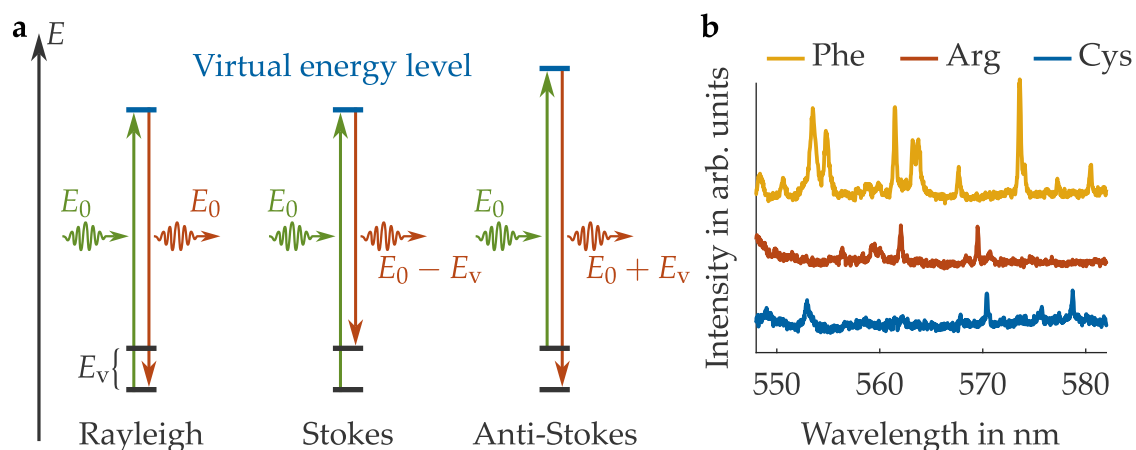 a
E
Virtual energy level
E0
E0
E0
E0 − Ev
E0
E0 + Ev
Ev
Rayleigh
Stokes
Anti-Stokes
b
Phe
Arg
Cys
Intensity in arb. units
550
560
570
580
Wavelength in nm